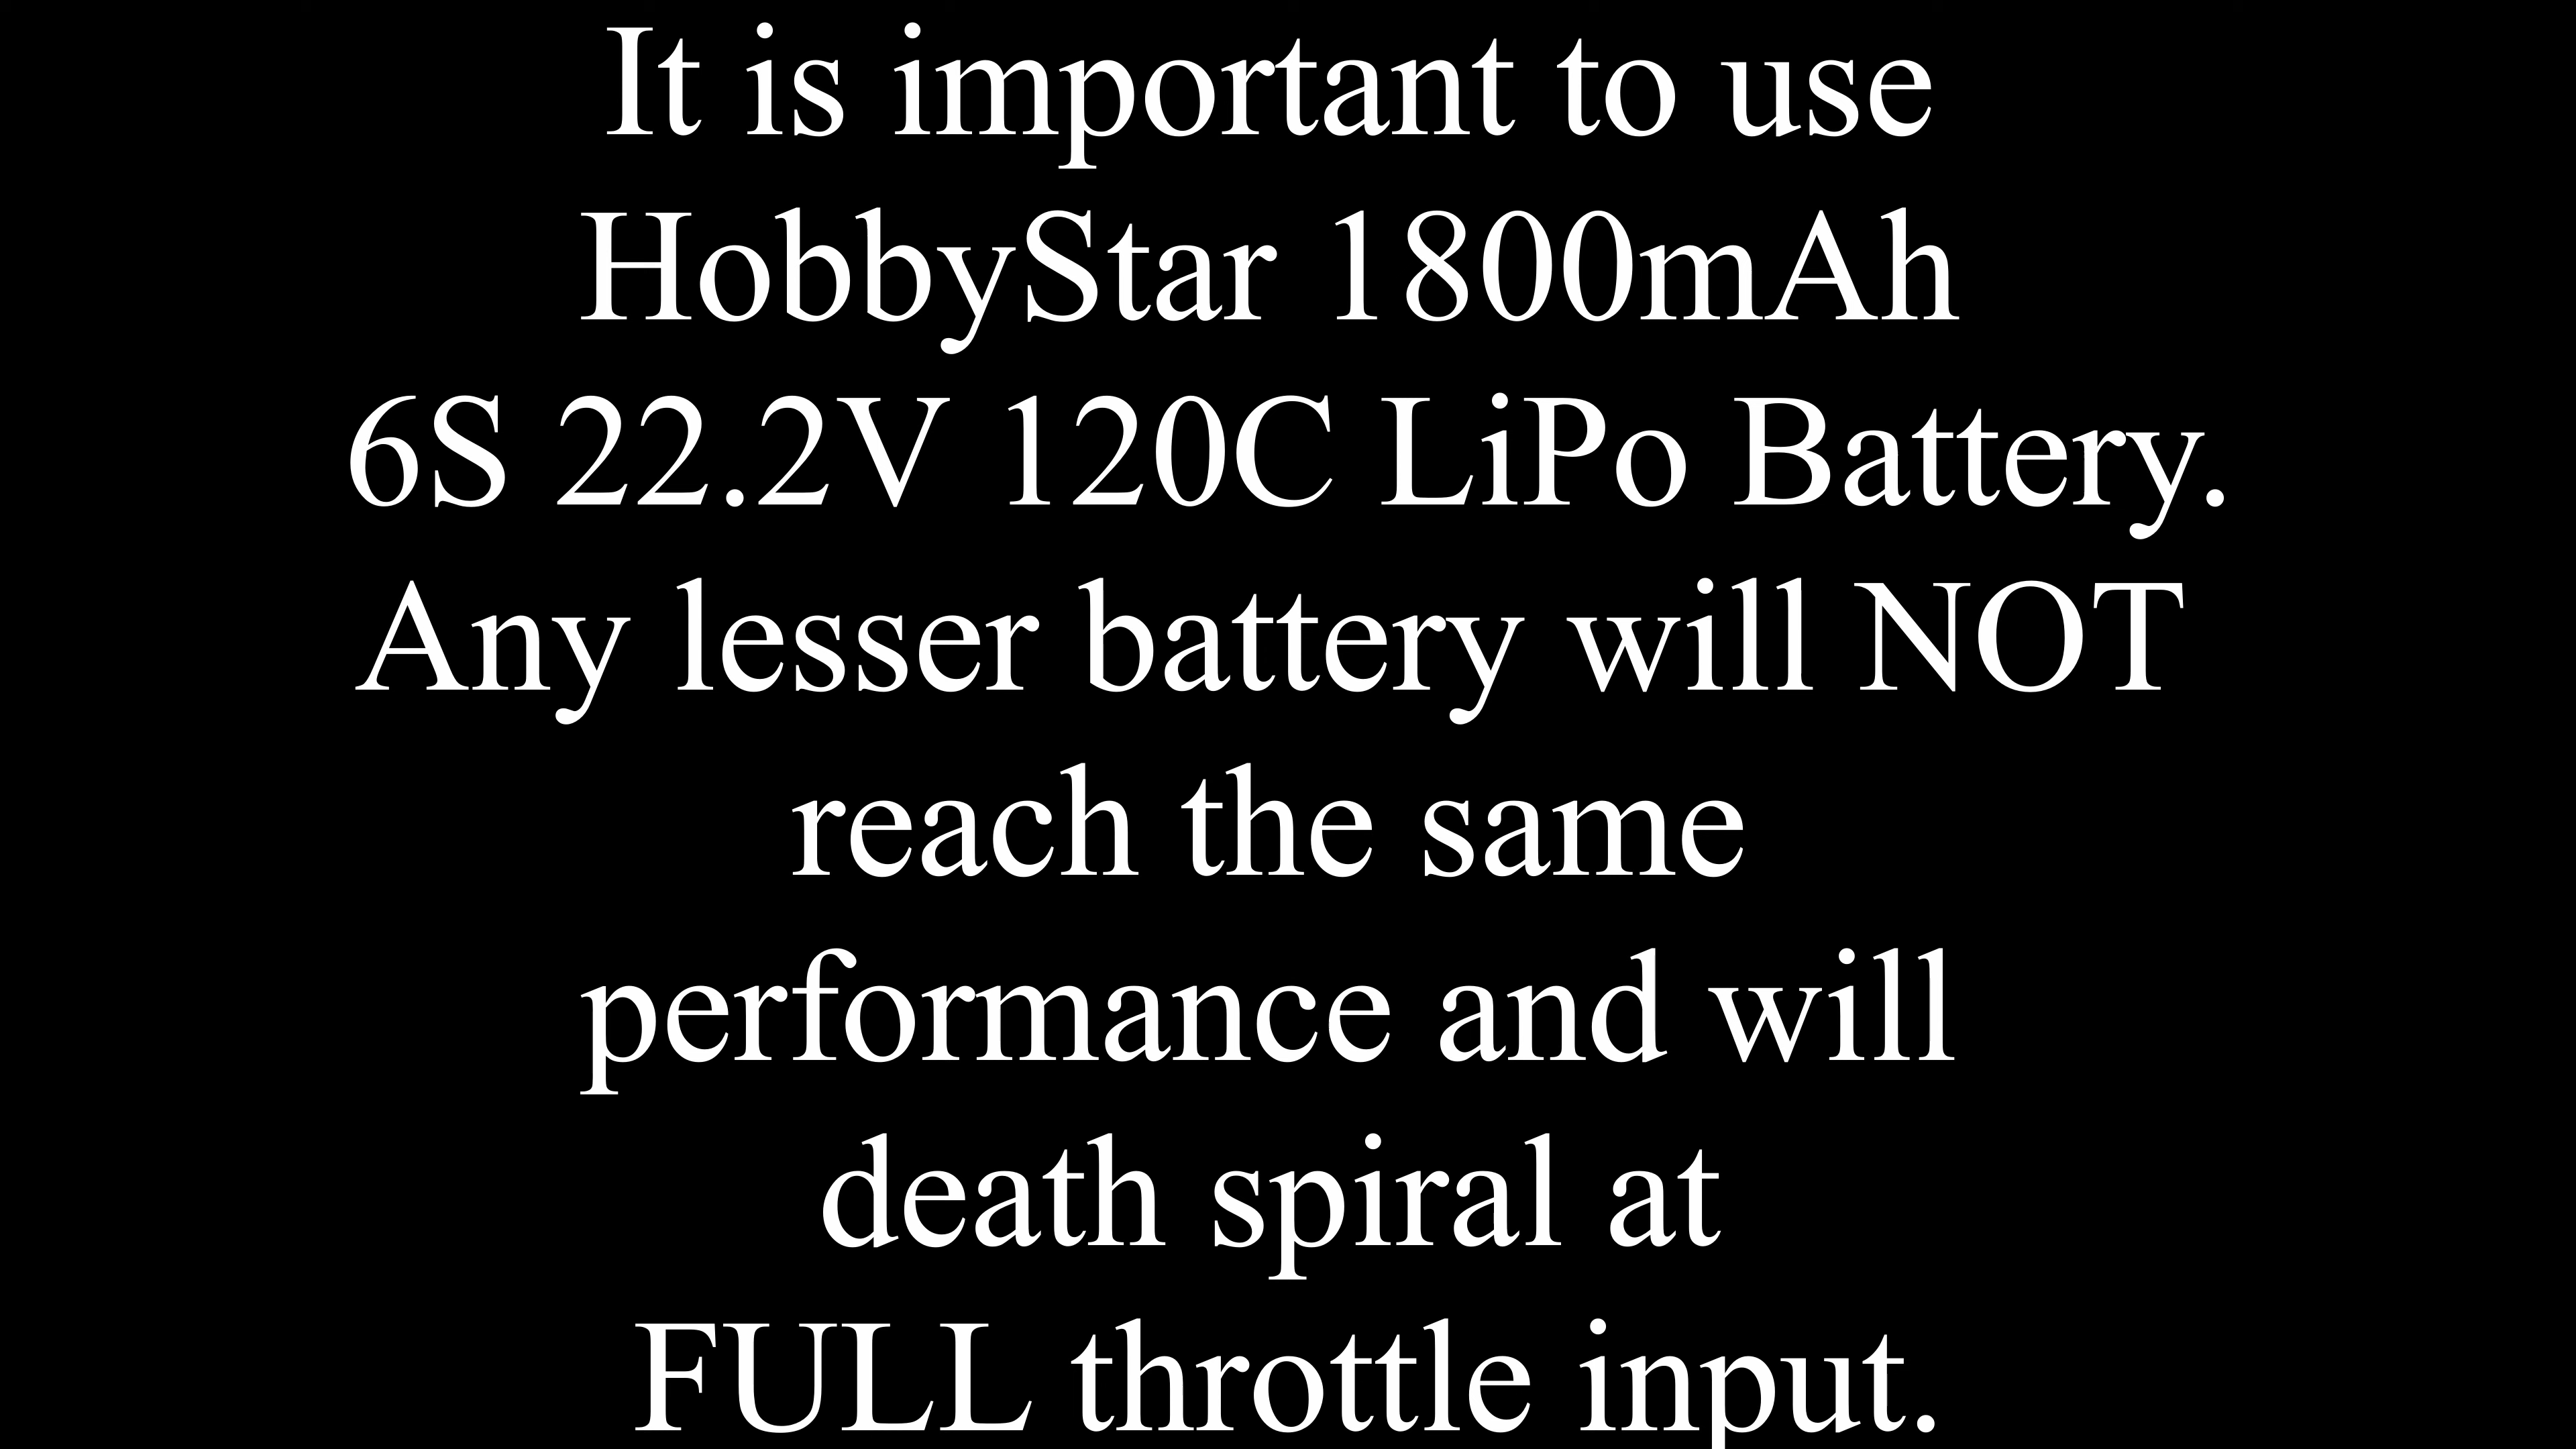 It is important to use
HobbyStar 1800mAh
6S 22.2V 120C LiPo Battery.
Any lesser battery will NOT
reach the same
performance and will
death spiral at
FULL throttle input.